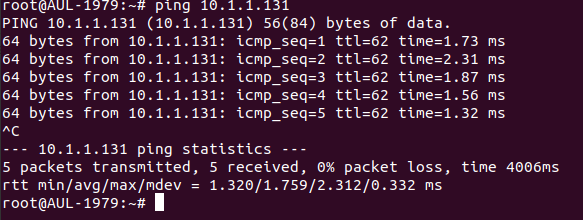 root@AUL-1979:~# ping 10.1.1.131
PING 10.1.1.131 (10.1.1.131) 56(84) bytes of data.
64 bytes from 10.1.1.131: icmp_seq=1 ttl=62 time=1.73 ms
64 bytes from 10.1.1.131: icmp_seq=2 ttl=62 time=2.31 ms
64 bytes from 10.1.1.131: icmp_seq=3 ttl=62 time=1.87 ms
64 bytes from 10.1.1.131: icmp_seq=4 ttl=62 time=1.56 ms
64 bytes from 10.1.1.131: icmp_seq=5 ttl=62 time=1.32 ms
^C
--- 10.1.1.131 ping statistics ---
5 packets transmitted, 5 received, 0% packet loss, time 4006ms
rtt min/avg/max/mdev = 1.320/1.759/2.312/0.332 ms
root@AUL-1979:~#